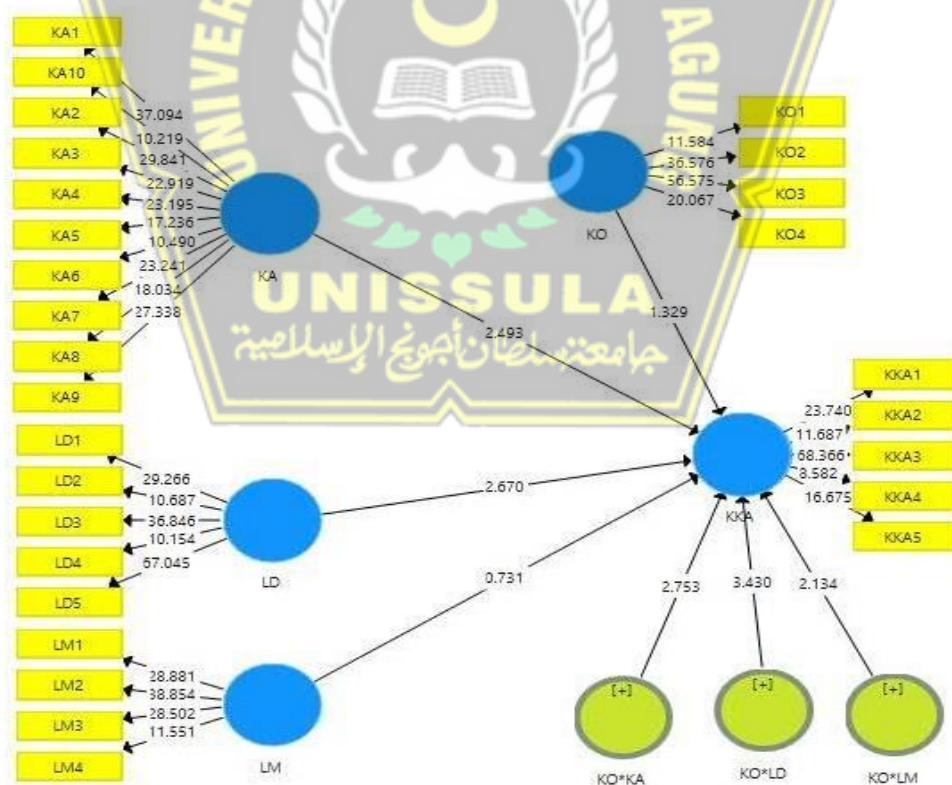 UNIVER
AGUNG
KA1
KA10
KA2
KA3
KA4
KA5
KA6
KA7
KA8
KA9
37.094
10.219
29.841
22.919
23.195
17.236
10.490
23.241
18.034
27.338
KA
KO
11.584
36.576
56.575
20.067
KO1
KO2
KO3
KO4
UNISSULA
جامعة سلطان أجونج الإسلامية
2.493
1.329
LD1
LD2
LD3
LD4
LD5
29.266
10.687
36.846
10.154
67.045
LD
2.670
KKA
23.740
11.687
68.366
8.582
16.675
KKA1
KKA2
KKA3
KKA4
KKA5
LM1
LM2
LM3
LM4
28.881
38.854
28.502
11.551
LM
0.731
2.753
3.430
2.134
[+]
[+]
[+]
KO*KA
KO*LD
KO*LM